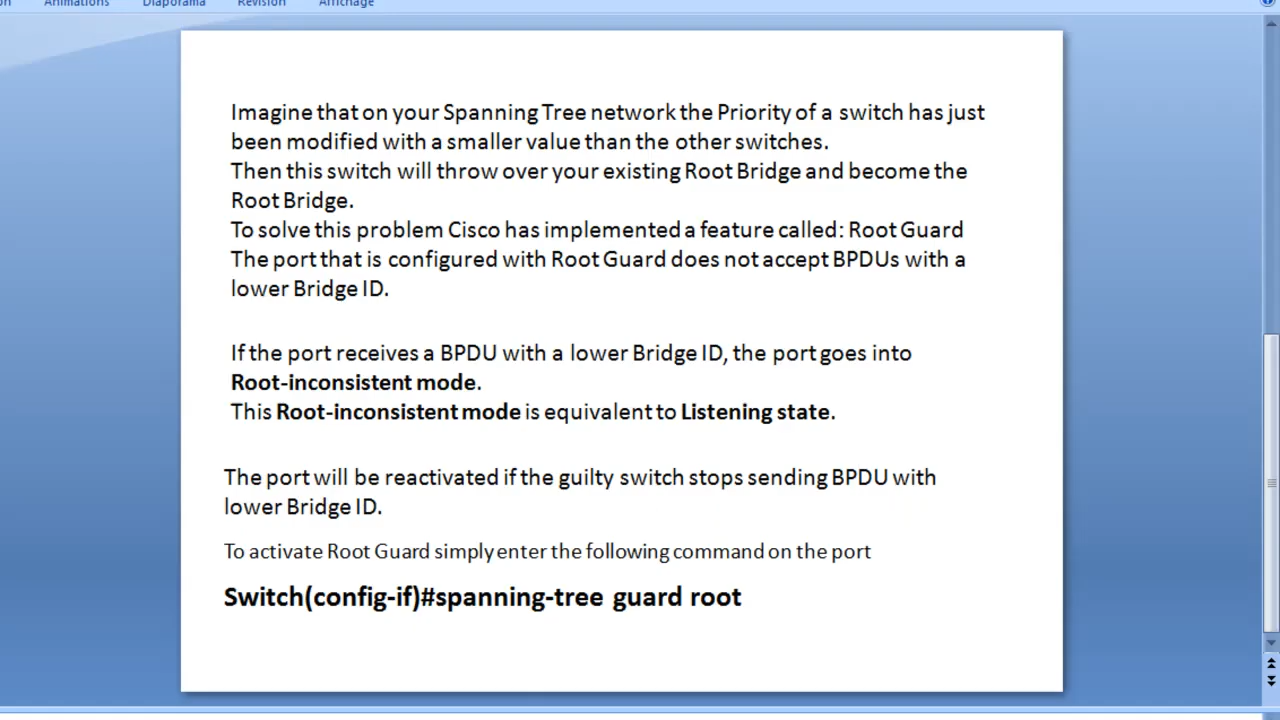 Animations Diaporama Révision Affichage
Imagine that on your Spanning Tree network the Priority of a switch has just
been modified with a smaller value than the other switches.
Then this switch will throw over your existing Root Bridge and become the
Root Bridge.
To solve this problem Cisco has implemented a feature called: Root Guard
The port that is configured with Root Guard does not accept BPDUs with a
lower Bridge ID.
If the port receives a BPDU with a lower Bridge ID, the port goes into
Root-inconsistent mode.
This Root-inconsistent mode is equivalent to Listening state.
The port will be reactivated if the guilty switch stops sending BPDU with
lower Bridge ID.
To activate Root Guard simply enter the following command on the port
Switch(config-if)#spanning-tree guard root